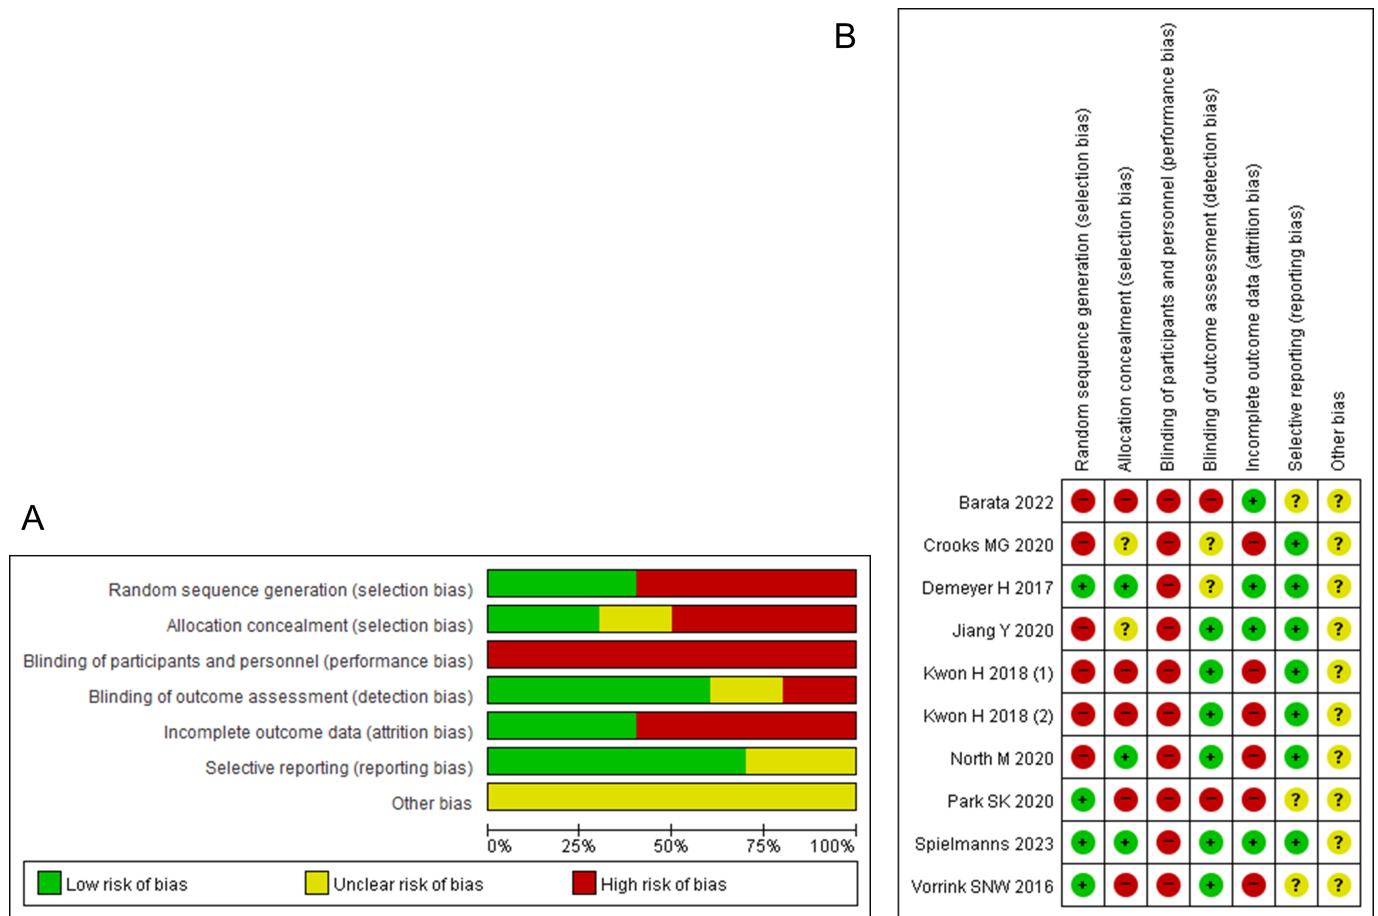 A
Random sequence generation (selection bias)
Allocation concealment (selection bias)
Blinding of participants and personnel (performance bias)
Blinding of outcome assessment (detection bias)
Incomplete outcome data (attrition bias)
Selective reporting (reporting bias)
Other bias
0% 25% 50% 75% 100%
Low risk of bias Unclear risk of bias High risk of bias
B
Random sequence generation (selection bias)
Allocation concealment (selection bias)
Blinding of participants and personnel (performance bias)
Blinding of outcome assessment (detection bias)
Incomplete outcome data (attrition bias)
Selective reporting (reporting bias)
Other bias
Barata 2022 − − − − + ? ?
Crooks MG 2020 − ? − ? − + ?
Demeyer H 2017 + + − ? + + ?
Jiang Y 2020 − ? − + + + ?
Kwon H 2018 (1) − − − + − + ?
Kwon H 2018 (2) − − − + − + ?
North M 2020 − + − + − + ?
Park SK 2020 + − − − − ? ?
Spielmanns 2023 + + − + + + ?
Vorrink SNW 2016 + − − + − ? ?